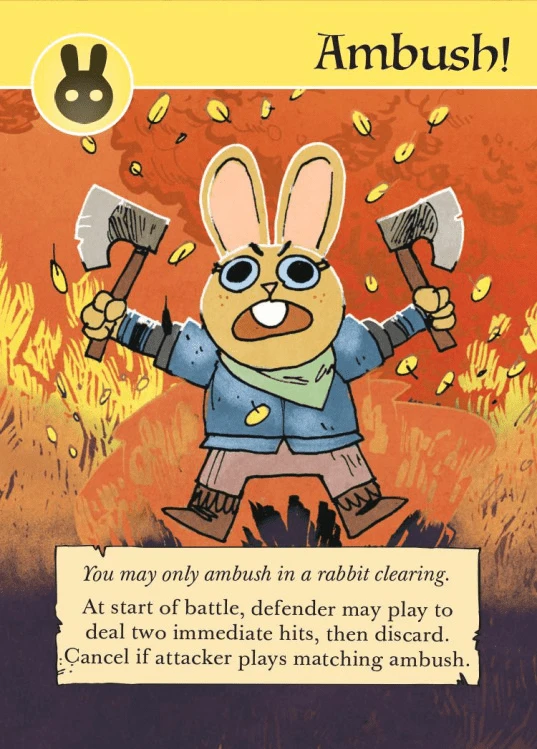 Ambush!
You may only ambush in a rabbit clearing.
At start of battle, defender may play to
deal two immediate hits, then discard.
Cancel if attacker plays matching ambush.